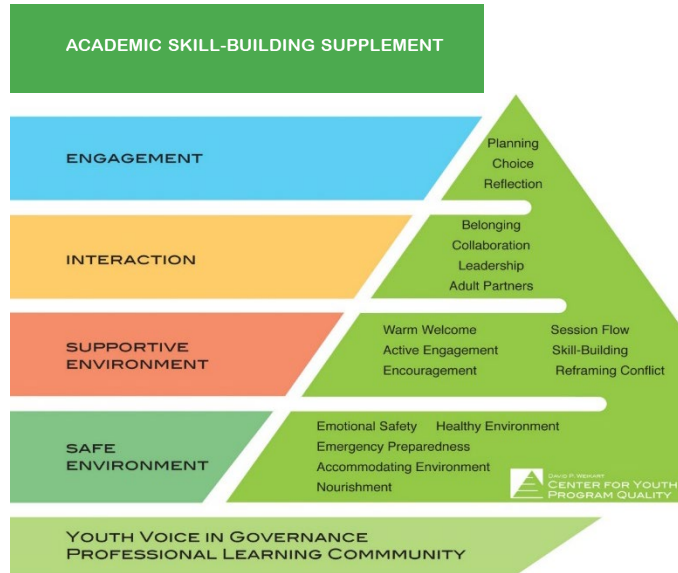 ACADEMIC SKILL-BUILDING SUPPLEMENT
ENGAGEMENT
Planning
Choice
Reflection
INTERACTION
Belonging
Collaboration
Leadership
Adult Partners
SUPPORTIVE
ENVIRONMENT
Warm Welcome
Active Engagement
Encouragement
Session Flow
Skill-Building
Reframing Conflict
SAFE
ENVIRONMENT
Emotional Safety Healthy Environment
Emergency Preparedness
Accommodating Environment
Nourishment
DAVID P. WEIKART
CENTER FOR YOUTH
PROGRAM QUALITY
YOUTH VOICE IN GOVERNANCE
PROFESSIONAL LEARNING COMMMUNITY